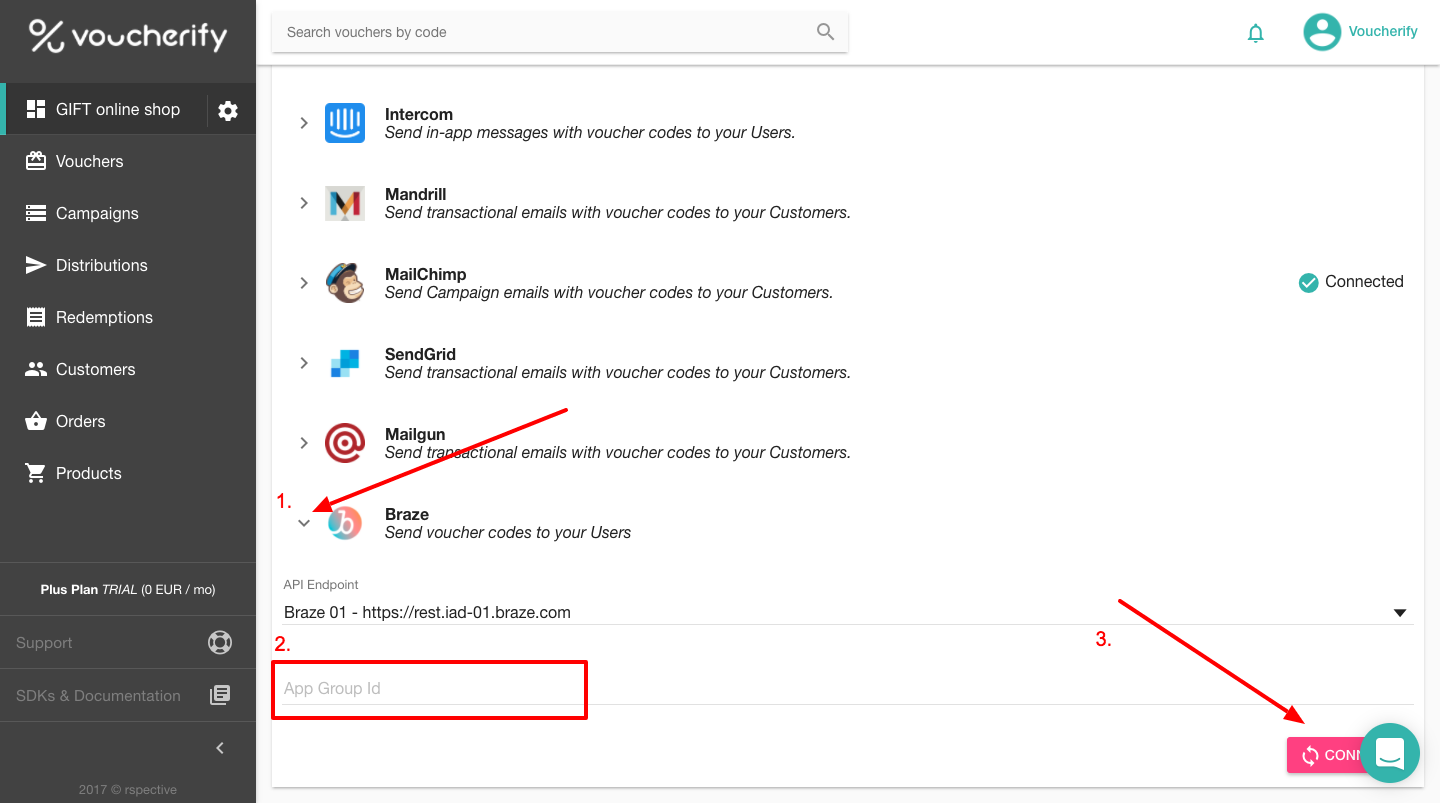 voucherify
Search vouchers by code
Voucherify
GIFT online shop
Vouchers
Campaigns
Distributions
Redemptions
Customers
Orders
Products
Plus Plan TRIAL (0 EUR / mo)
Support
SDKs & Documentation
2017 © rspective
Intercom
Send in-app messages with voucher codes to your Users.
Mandrill
Send transactional emails with voucher codes to your Customers.
MailChimp
Send Campaign emails with voucher codes to your Customers.
Connected
SendGrid
Send transactional emails with voucher codes to your Customers.
Mailgun
Send transactional emails with voucher codes to your Customers.
1.
Braze
Send voucher codes to your Users
API Endpoint
Braze 01 - https://rest.iad-01.braze.com
2.
App Group Id
3.
CONN